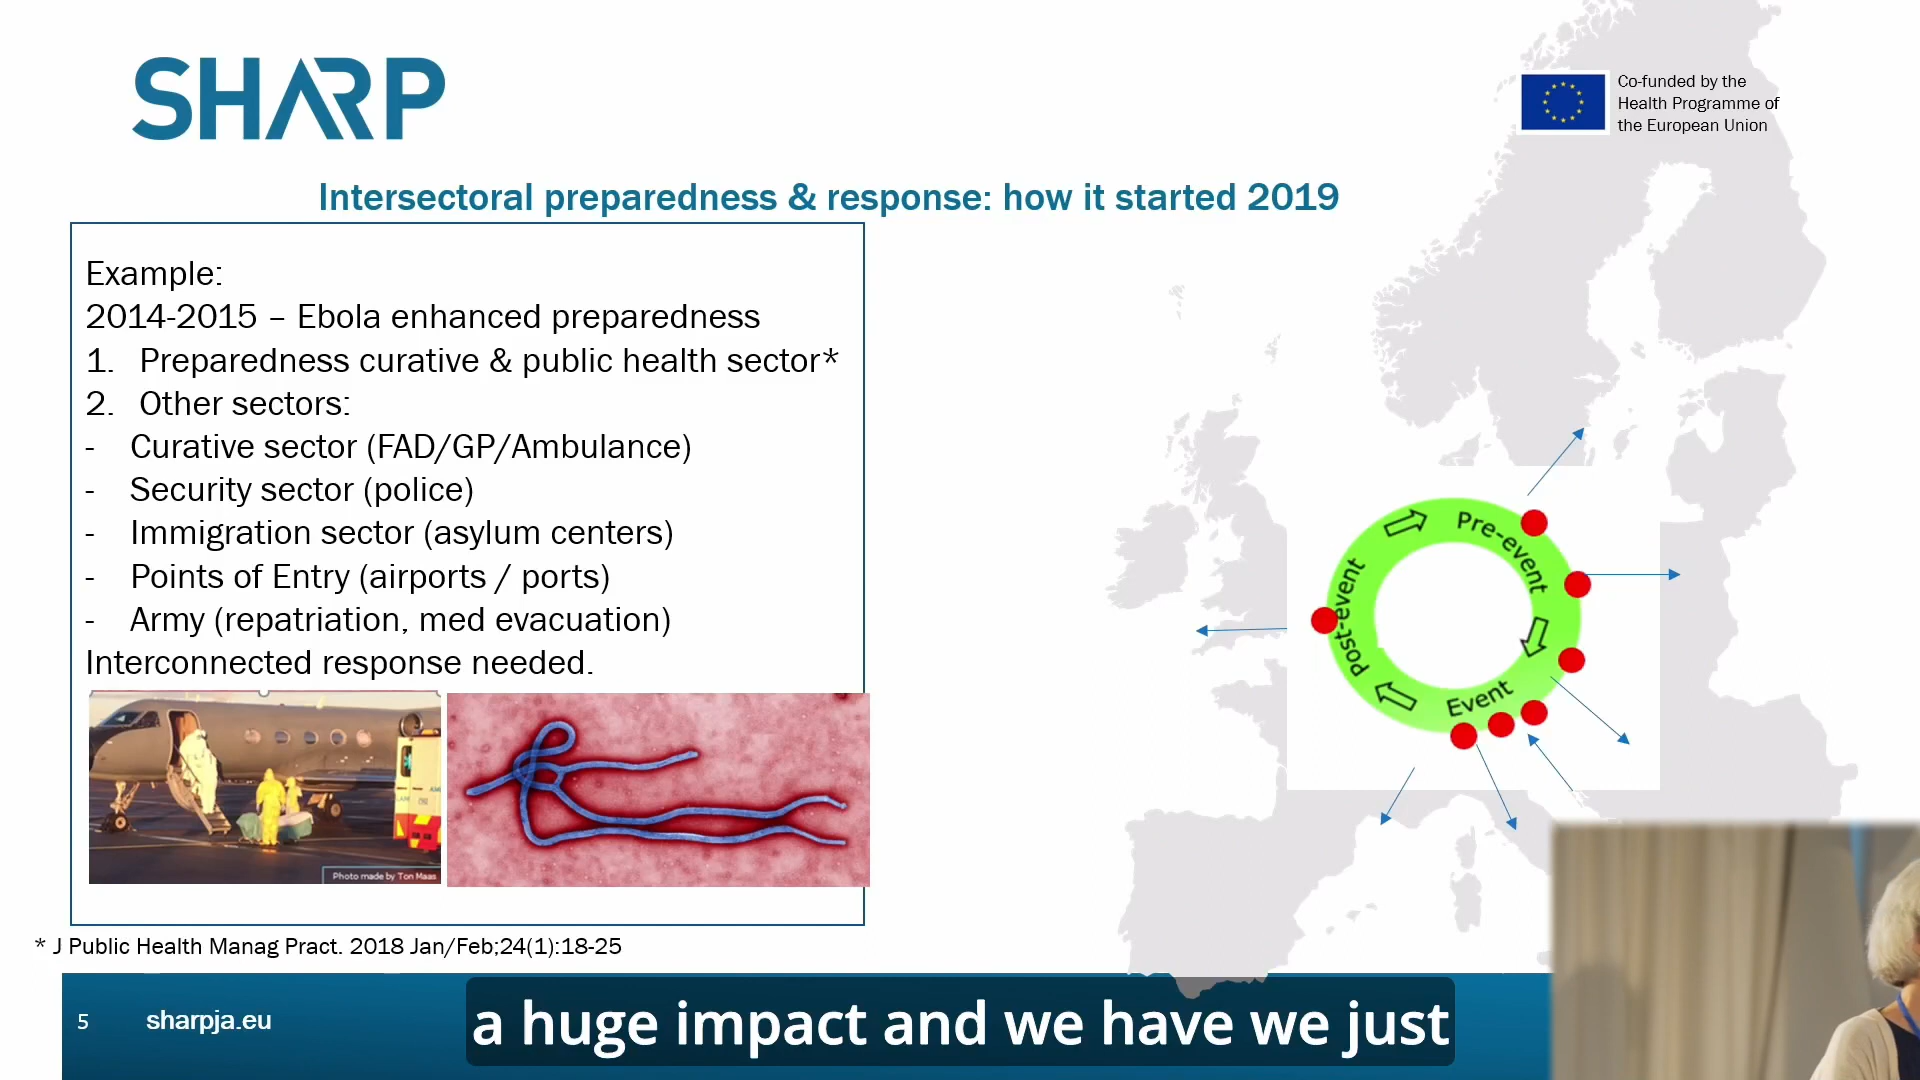 SHARP
Co-funded by the
Health Programme of
the European Union
Intersectoral preparedness & response: how it started 2019
Example:
2014-2015 – Ebola enhanced preparedness
1. Preparedness curative & public health sector*
2. Other sectors:
- Curative sector (FAD/GP/Ambulance)
- Security sector (police)
- Immigration sector (asylum centers)
- Points of Entry (airports / ports)
- Army (repatriation, med evacuation)
Interconnected response needed.
Pre-event
Event
Post-event
Photo made by Ton Maas
* J Public Health Manag Pract. 2018 Jan/Feb;24(1):18-25
5
sharpja.eu
a huge impact and we have we just